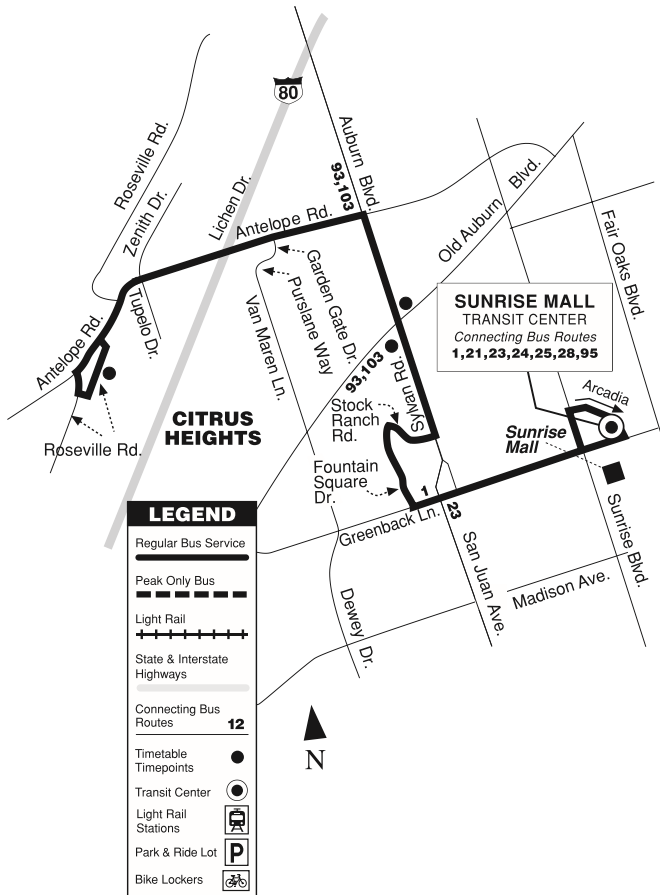 80
Roseville Rd.
Zenith Dr.
Lichen Dr.
Auburn Blvd.
93,103
Antelope Rd.
Old Auburn Blvd.
Fair Oaks Blvd.
Garden Gate Dr.
Purslane Way
Tupelo Dr.
Van Maren Ln.
Antelope Rd.
SUNRISE MALL
TRANSIT CENTER
Connecting Bus Routes
1,21,23,24,25,28,95
93,103
Sylvan Rd.
Arcadia
Stock
Ranch
Rd.
CITRUS
HEIGHTS
Roseville Rd.
Sunrise
Mall
Fountain
Square
Dr.
1
23
Greenback Ln.
San Juan Ave.
Sunrise Blvd.
Madison Ave.
Dewey Dr.
N
LEGEND
Regular Bus Service
Peak Only Bus
Light Rail
State & Interstate
Highways
Connecting Bus
Routes 12
Timetable
Timepoints
Transit Center
Light Rail
Stations
Park & Ride Lot P
Bike Lockers